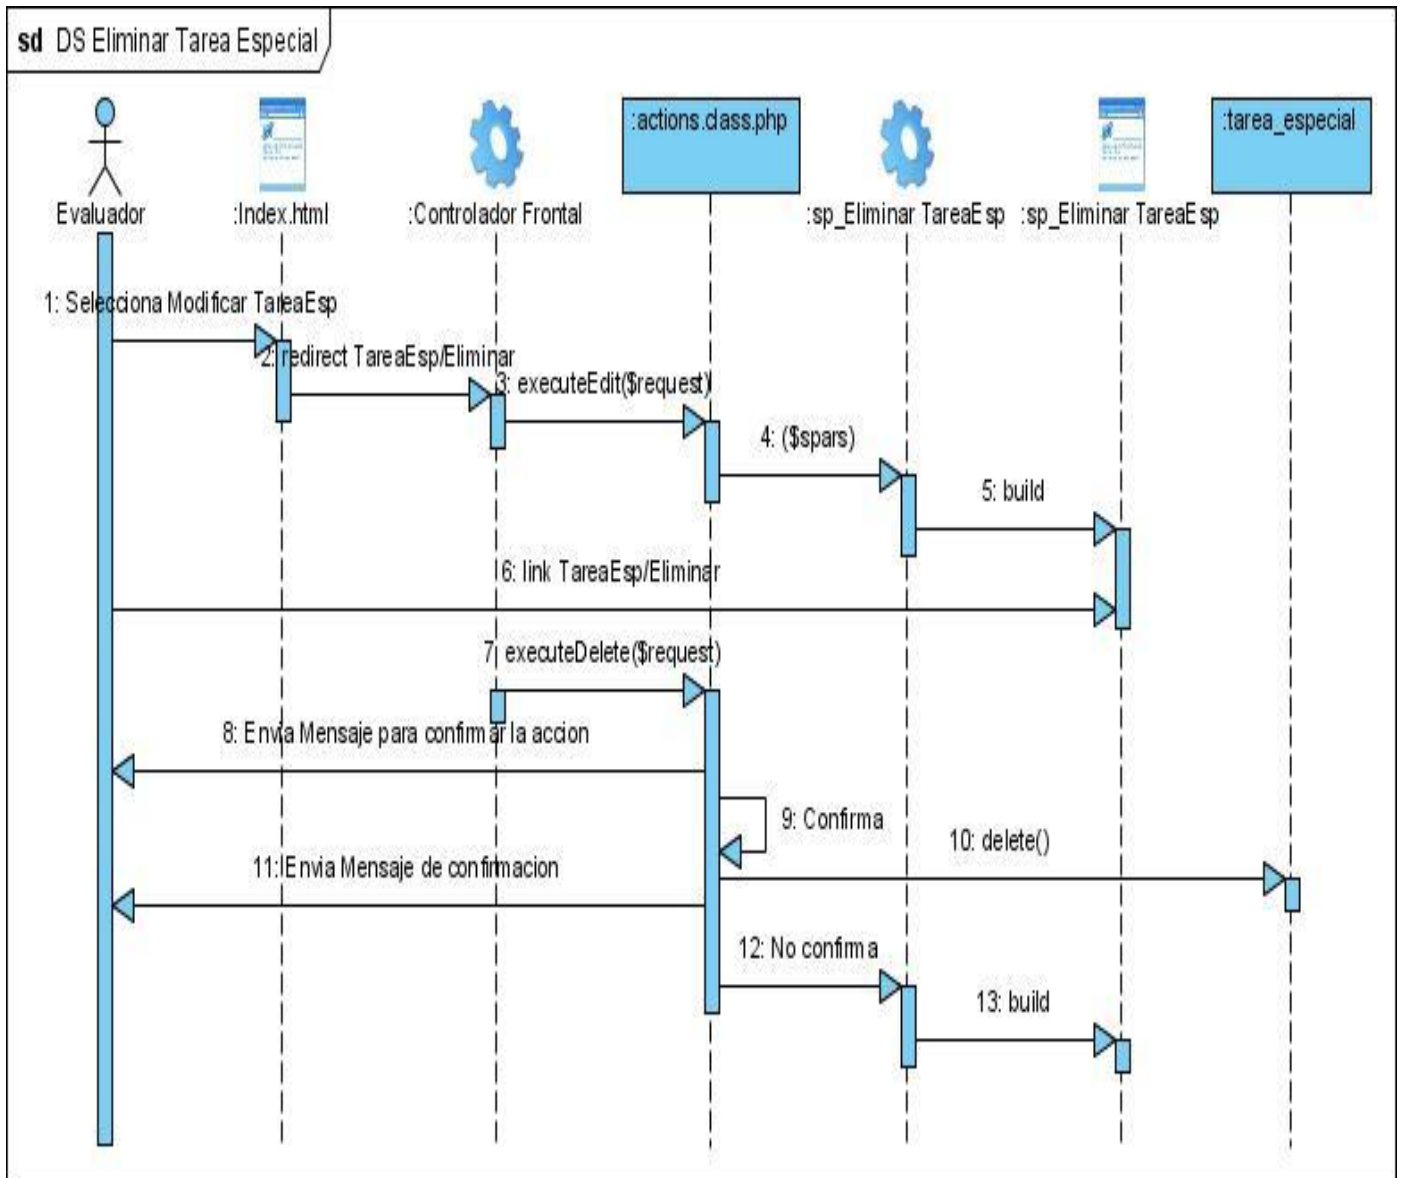 sd DS Eliminar Tarea Especial
:actions.class.php
:tarea_especial
Evaluador
:Index.html
:Controlador Frontal
:sp_Eliminar TareaEsp
:sp_Eliminar TareaEsp
1: Selecciona Modificar TareaEsp
2: redirect TareaEsp/Eliminar
3: executeEdit($request)
4: ($spars)
5: build
6: link TareaEsp/Eliminar
7: executeDelete($request)
8: Envia Mensaje para confirmar la accion
9: Confirma
10: delete()
11: Envia Mensaje de confirmacion
12: No confirma
13: build